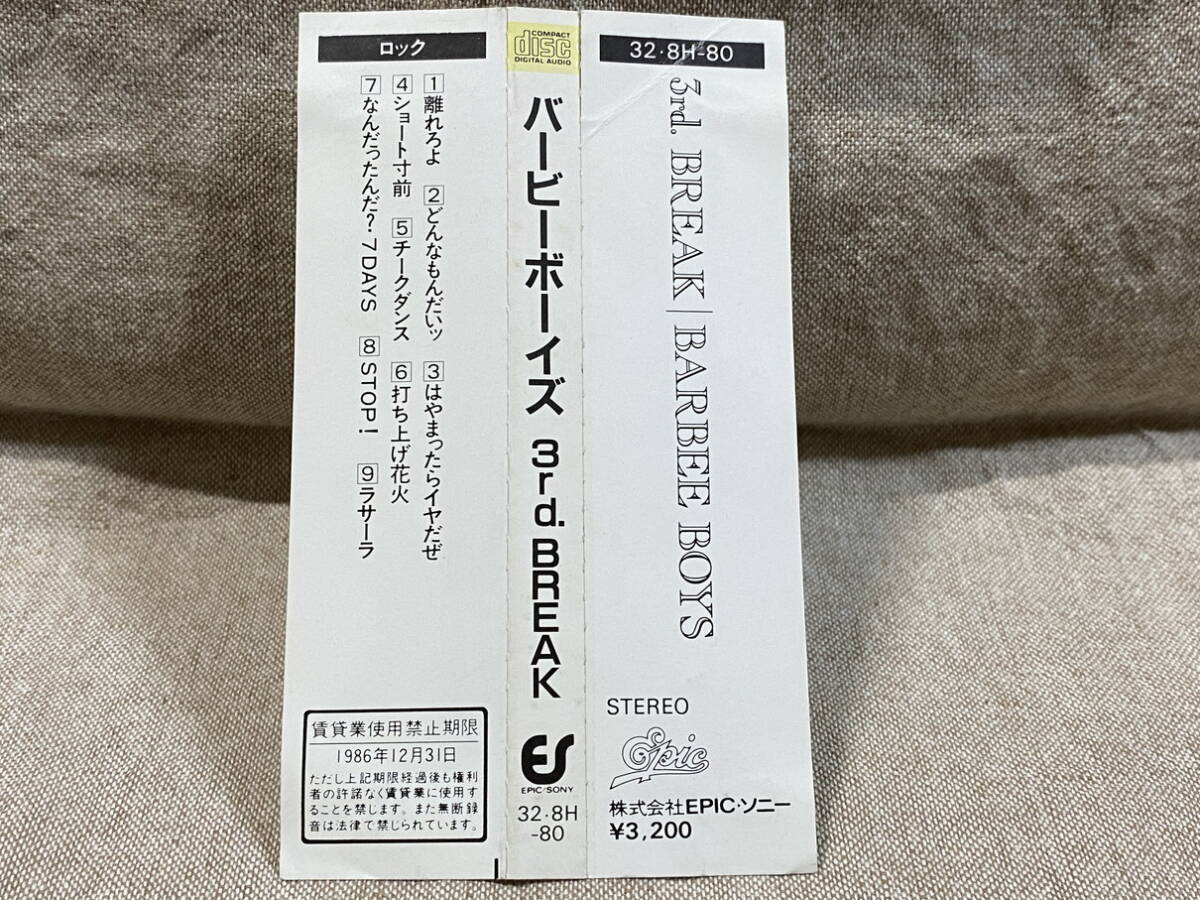 ロック
1離れろよ 2どんなもんだいッ 3はやまったらイヤだぜ
4ショート寸前 5チークダンス 6打ち上げ花火
7なんだったんだ? 7DAYS 8STOP! 9ラサーラ
賃貸業使用禁止期限
1986年12月31日
ただし上記期限経過後も権利
者の許諾なく賃貸業に使用す
ることを禁じます。また無断録
音は法律で禁じられています。
COMPACT
disc
DIGITAL AUDIO
バービーボーイズ 3rd. BREAK
ES
EPIC/SONY
32・8H
-80
32・8H-80
3rd. BREAK | BARBEE BOYS
STEREO
Epic
株式会社EPIC・ソニー
¥3,200